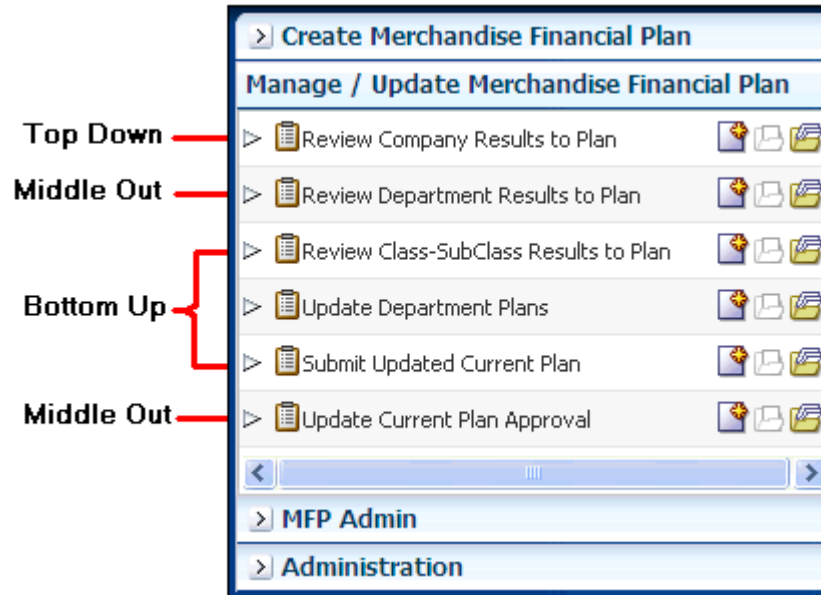 Create Merchandise Financial Plan
Manage / Update Merchandise Financial Plan
Top Down
Review Company Results to Plan
Middle Out
Review Department Results to Plan
Review Class-SubClass Results to Plan
Bottom Up
Update Department Plans
Submit Updated Current Plan
Middle Out
Update Current Plan Approval
MFP Admin
Administration